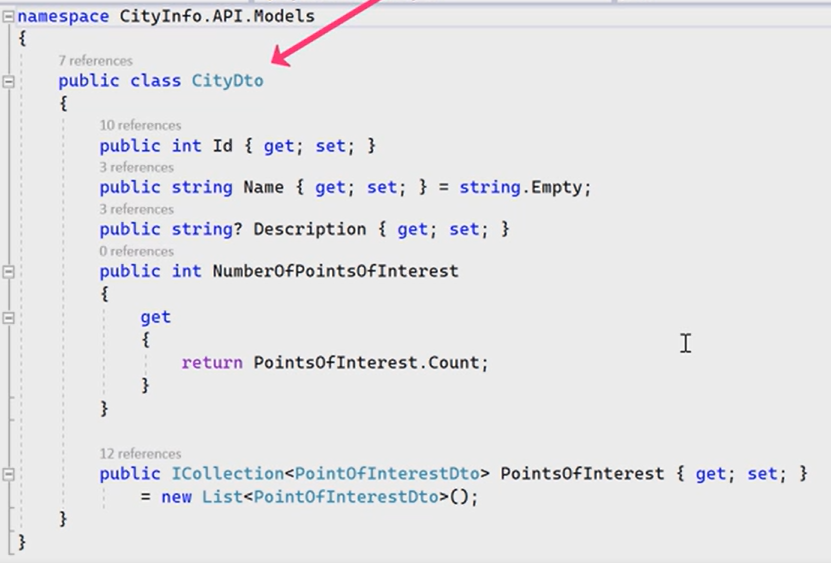 namespace CityInfo.API.Models
{
7 references
public class CityDto
{
10 references
public int Id { get; set; }
3 references
public string Name { get; set; } = string.Empty;
3 references
public string? Description { get; set; }
0 references
public int NumberOfPointsOfInterest
{
get
{
return PointsOfInterest.Count;
}
}
12 references
public ICollection<PointOfInterestDto> PointsOfInterest { get; set; }
= new List<PointOfInterestDto>();
}
}